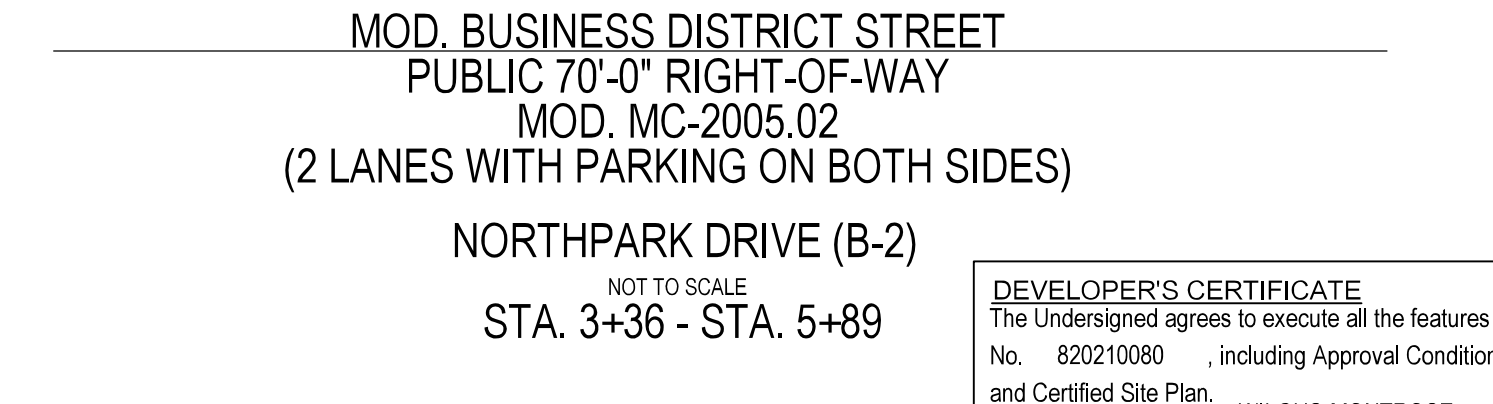 MOD. BUSINESS DISTRICT STREET
PUBLIC 70'-0" RIGHT-OF-WAY
MOD. MC-2005.02
(2 LANES WITH PARKING ON BOTH SIDES)
NORTHPARK DRIVE (B-2)
NOT TO SCALE
STA. 3+36 - STA. 5+89
DEVELOPER'S CERTIFICATE
The Undersigned agrees to execute all the features
No. 820210080 , including Approval Condition
and Certified Site Plan.